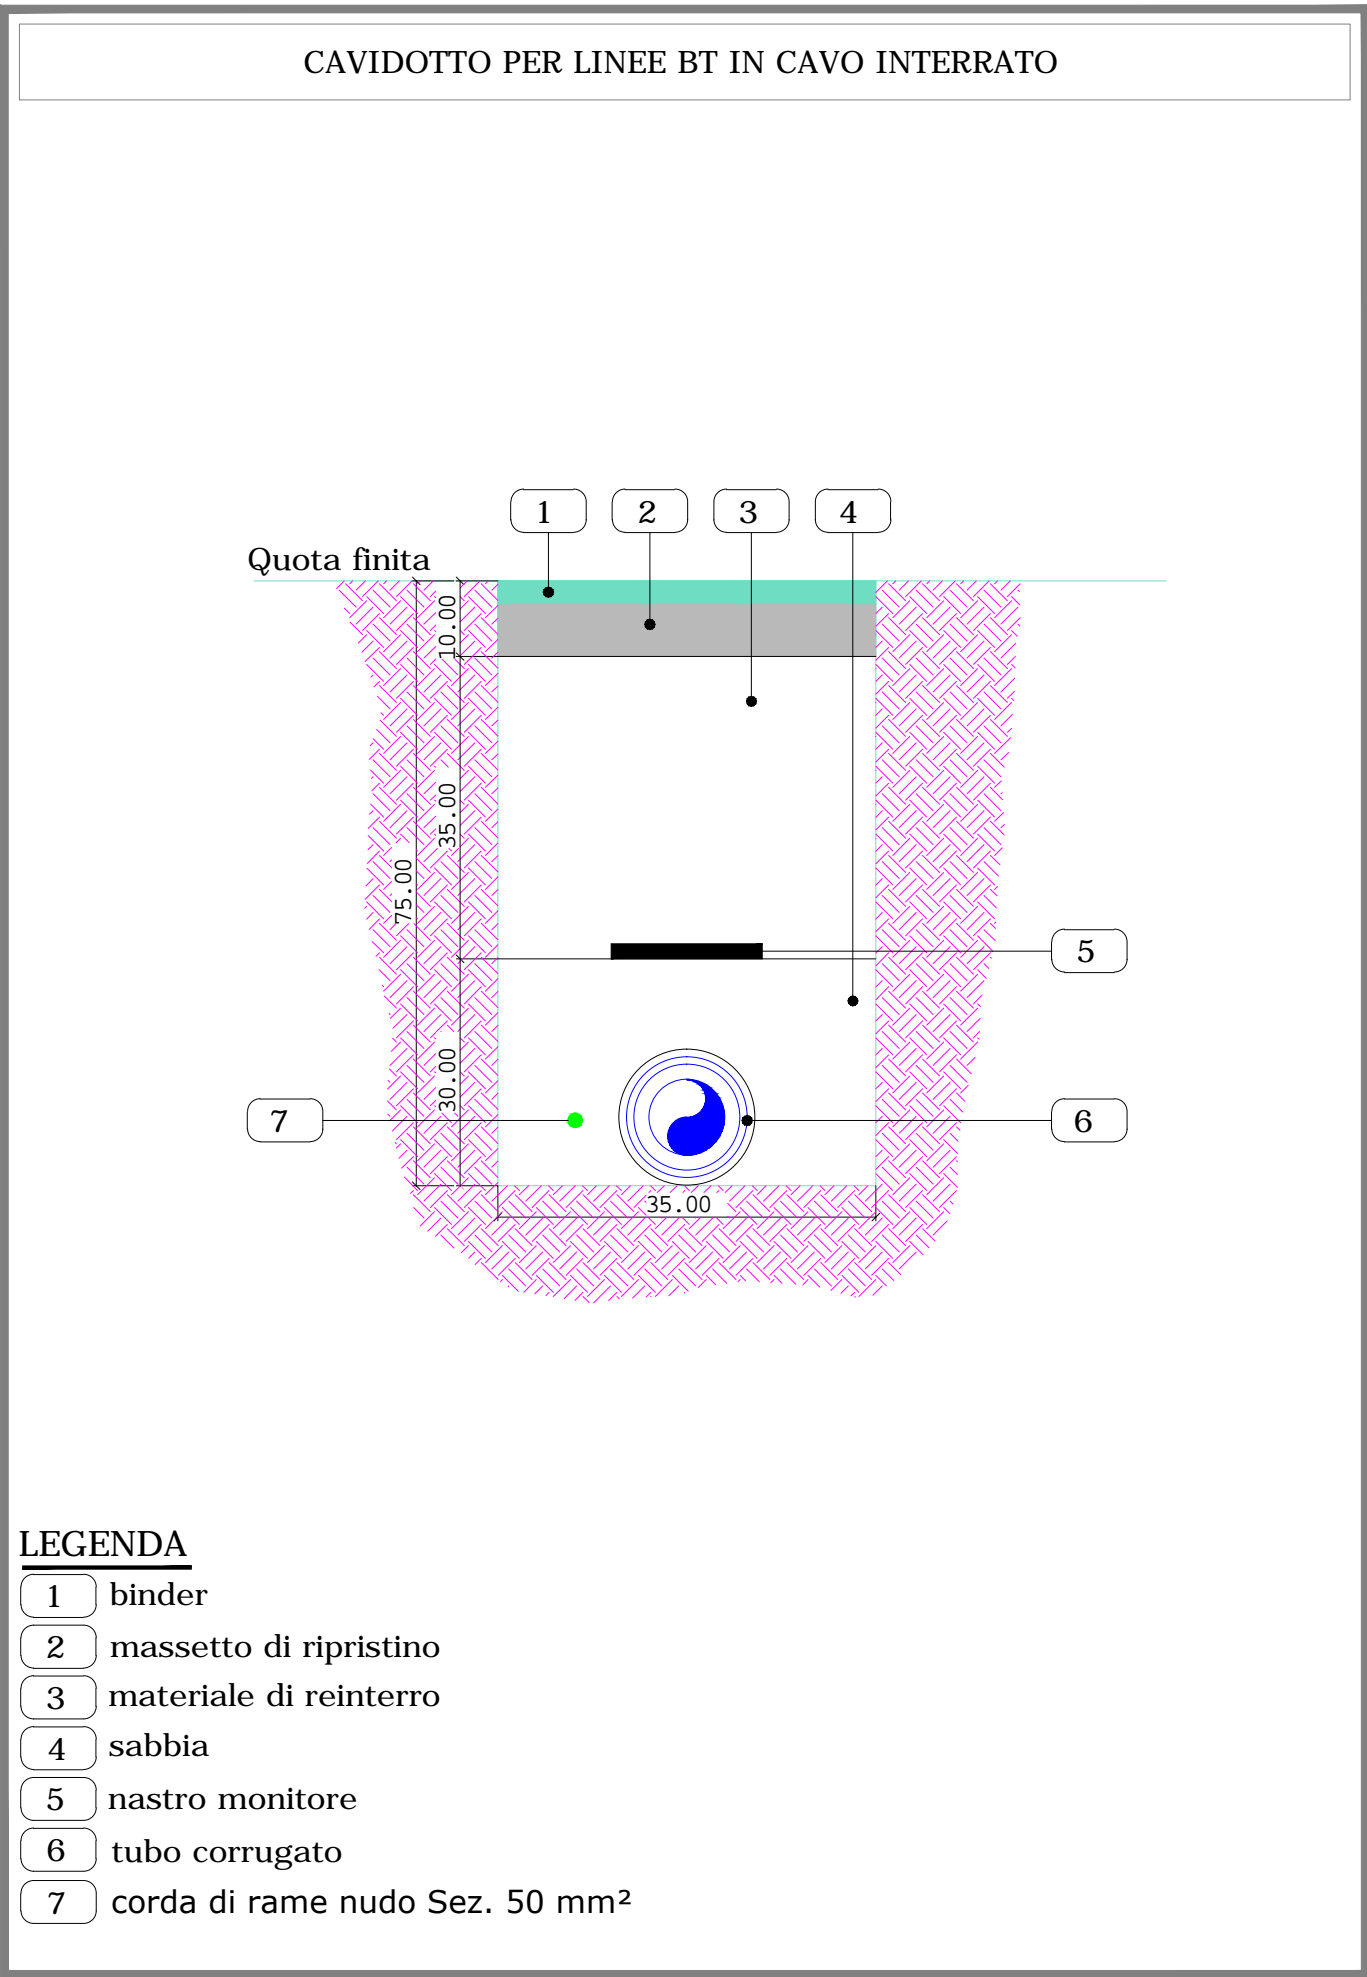 CAVIDOTTO PER LINEE BT IN CAVO INTERRATO
1 2 3 4
Quota finita
10.00
35.00
75.00
5
30.00
7
6
35.00
LEGENDA
1 binder
2 massetto di ripristino
3 materiale di reinterro
4 sabbia
5 nastro monitore
6 tubo corrugato
7 corda di rame nudo Sez. 50 mm²